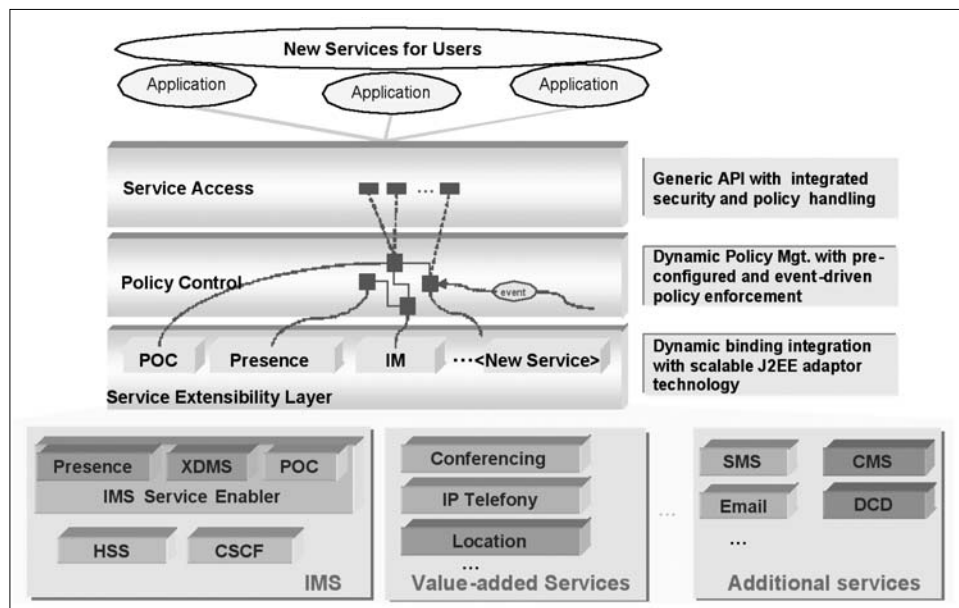 New Services for Users
Application
Application
Application
Service Access
...
Generic API with integrated
security and policy handling
Policy Control
event
Dynamic Policy Mgt. with pre-
configured and event-driven
policy enforcement
POC
Presence
IM
...<New Service>
Service Extensibility Layer
Dynamic binding integration
with scalable J2EE adaptor
technology
Presence
XDMS
POC
IMS Service Enabler
HSS
CSCF
IMS
Conferencing
IP Telefony
Location
...
Value-added Services
...
SMS
CMS
Email
DCD
...
Additional services